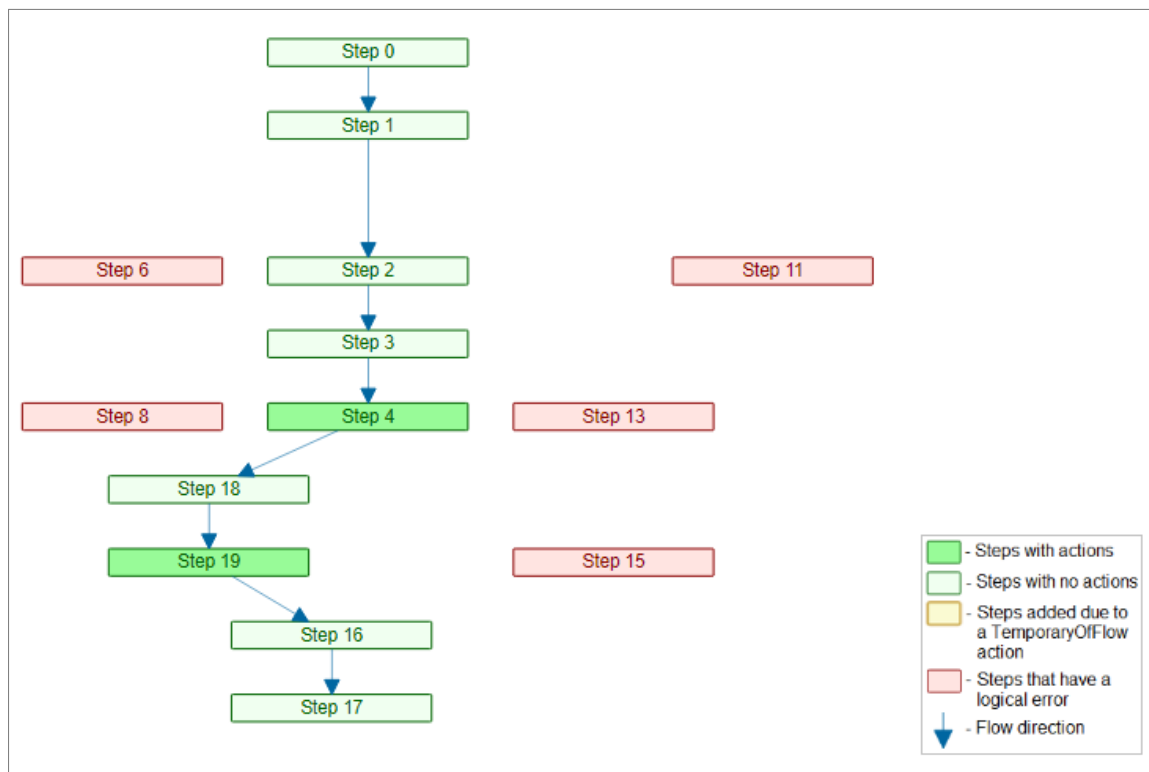 Step 0
Step 1
Step 6
Step 2
Step 11
Step 3
Step 8
Step 4
Step 13
Step 18
Step 19
Step 15
Step 16
Step 17
- Steps with actions
- Steps with no actions
- Steps added due to
a TemporaryOfFlow
action
- Steps that have a
logical error
- Flow direction